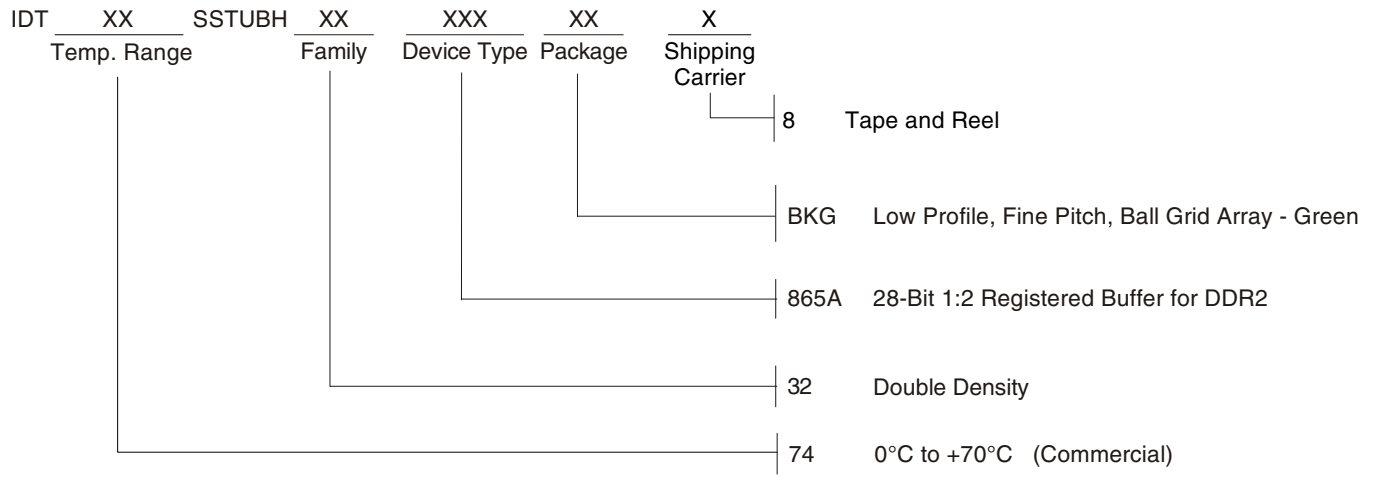 IDT XX SSTUBH XX XXX XX X
Temp. Range Family Device Type Package Shipping
Carrier
8 Tape and Reel
BKG Low Profile, Fine Pitch, Ball Grid Array - Green
865A 28-Bit 1:2 Registered Buffer for DDR2
32 Double Density
74 0°C to +70°C (Commercial)